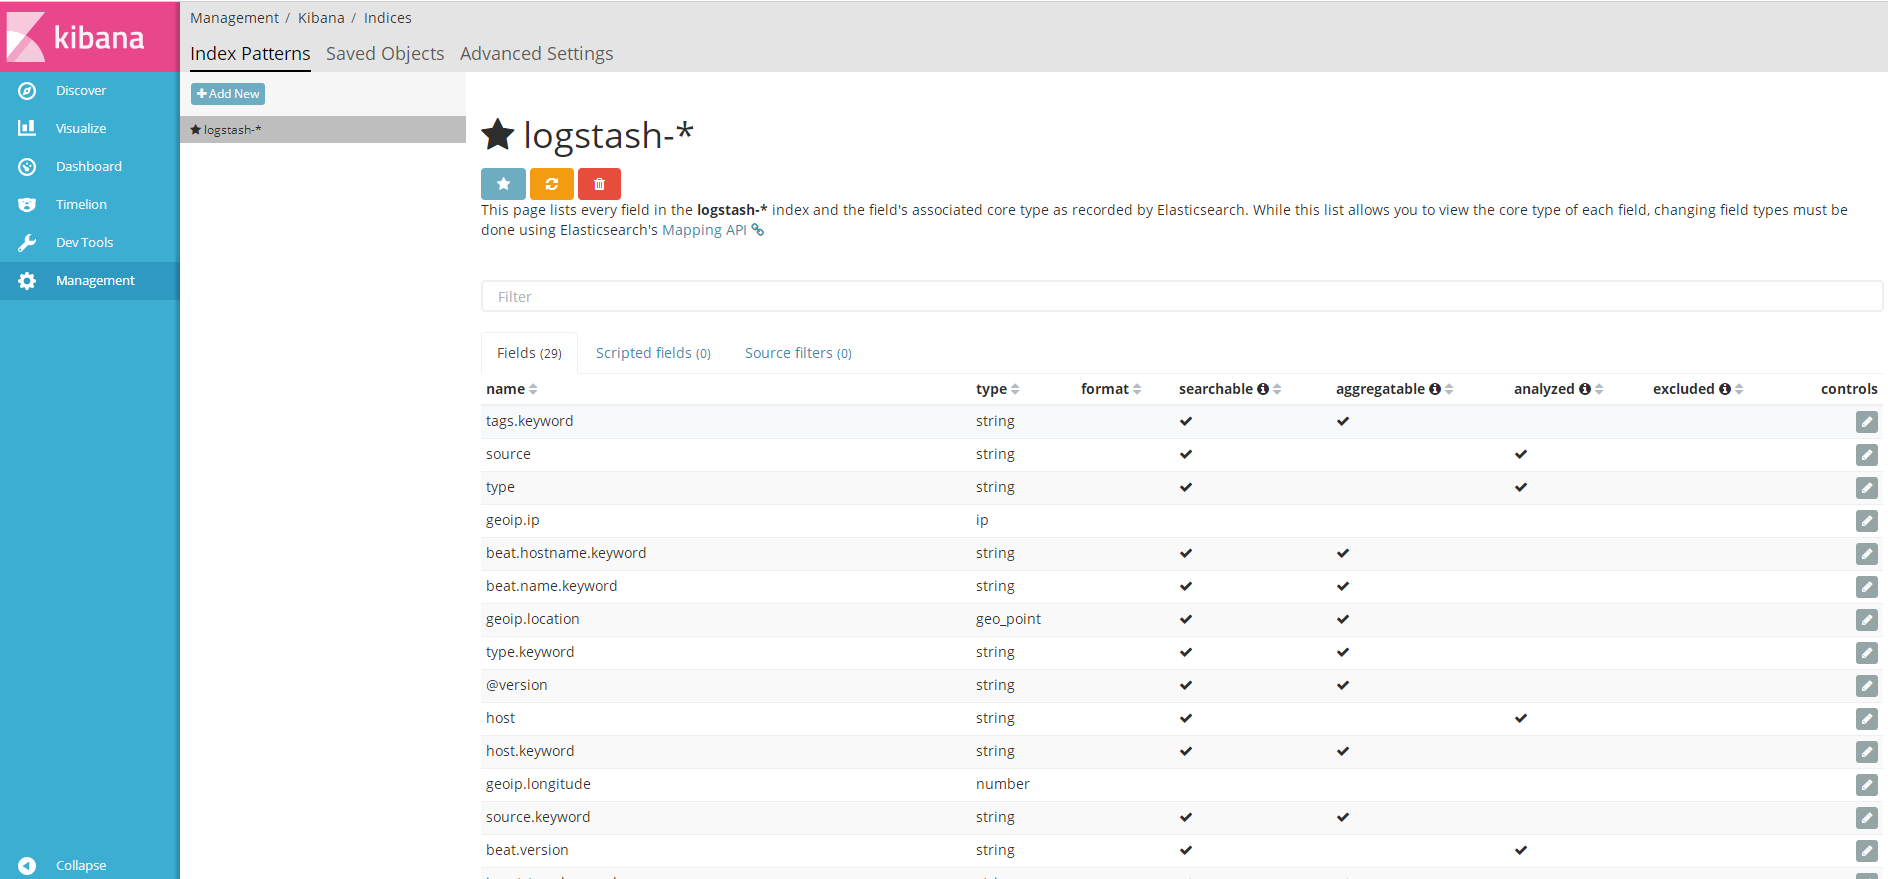 kibana
Discover
Visualize
Dashboard
Timelion
Dev Tools
Management
Collapse
Management / Kibana / Indices
Index Patterns Saved Objects Advanced Settings
Add New
logstash-*
logstash-*
This page lists every field in the logstash-* index and the field's associated core type as recorded by Elasticsearch. While this list allows you to view the core type of each field, changing field types must be
done using Elasticsearch's Mapping API
Filter
Fields (29) Scripted fields (0) Source filters (0)
name type format searchable aggregatable analyzed excluded controls
tags.keyword string
source string
type string
geoip.ip ip
beat.hostname.keyword string
beat.name.keyword string
geoip.location geo_point
type.keyword string
@version string
host string
host.keyword string
geoip.longitude number
source.keyword string
beat.version string